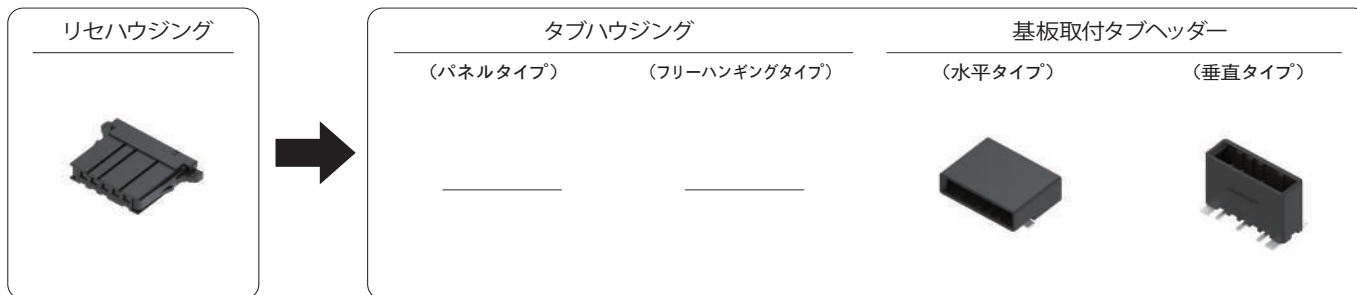 リセハウジング
タブハウジング
基板取付タブヘッダー
（パネルタイプ）
（フリーハンギングタイプ）
（水平タイプ）
（垂直タイプ）